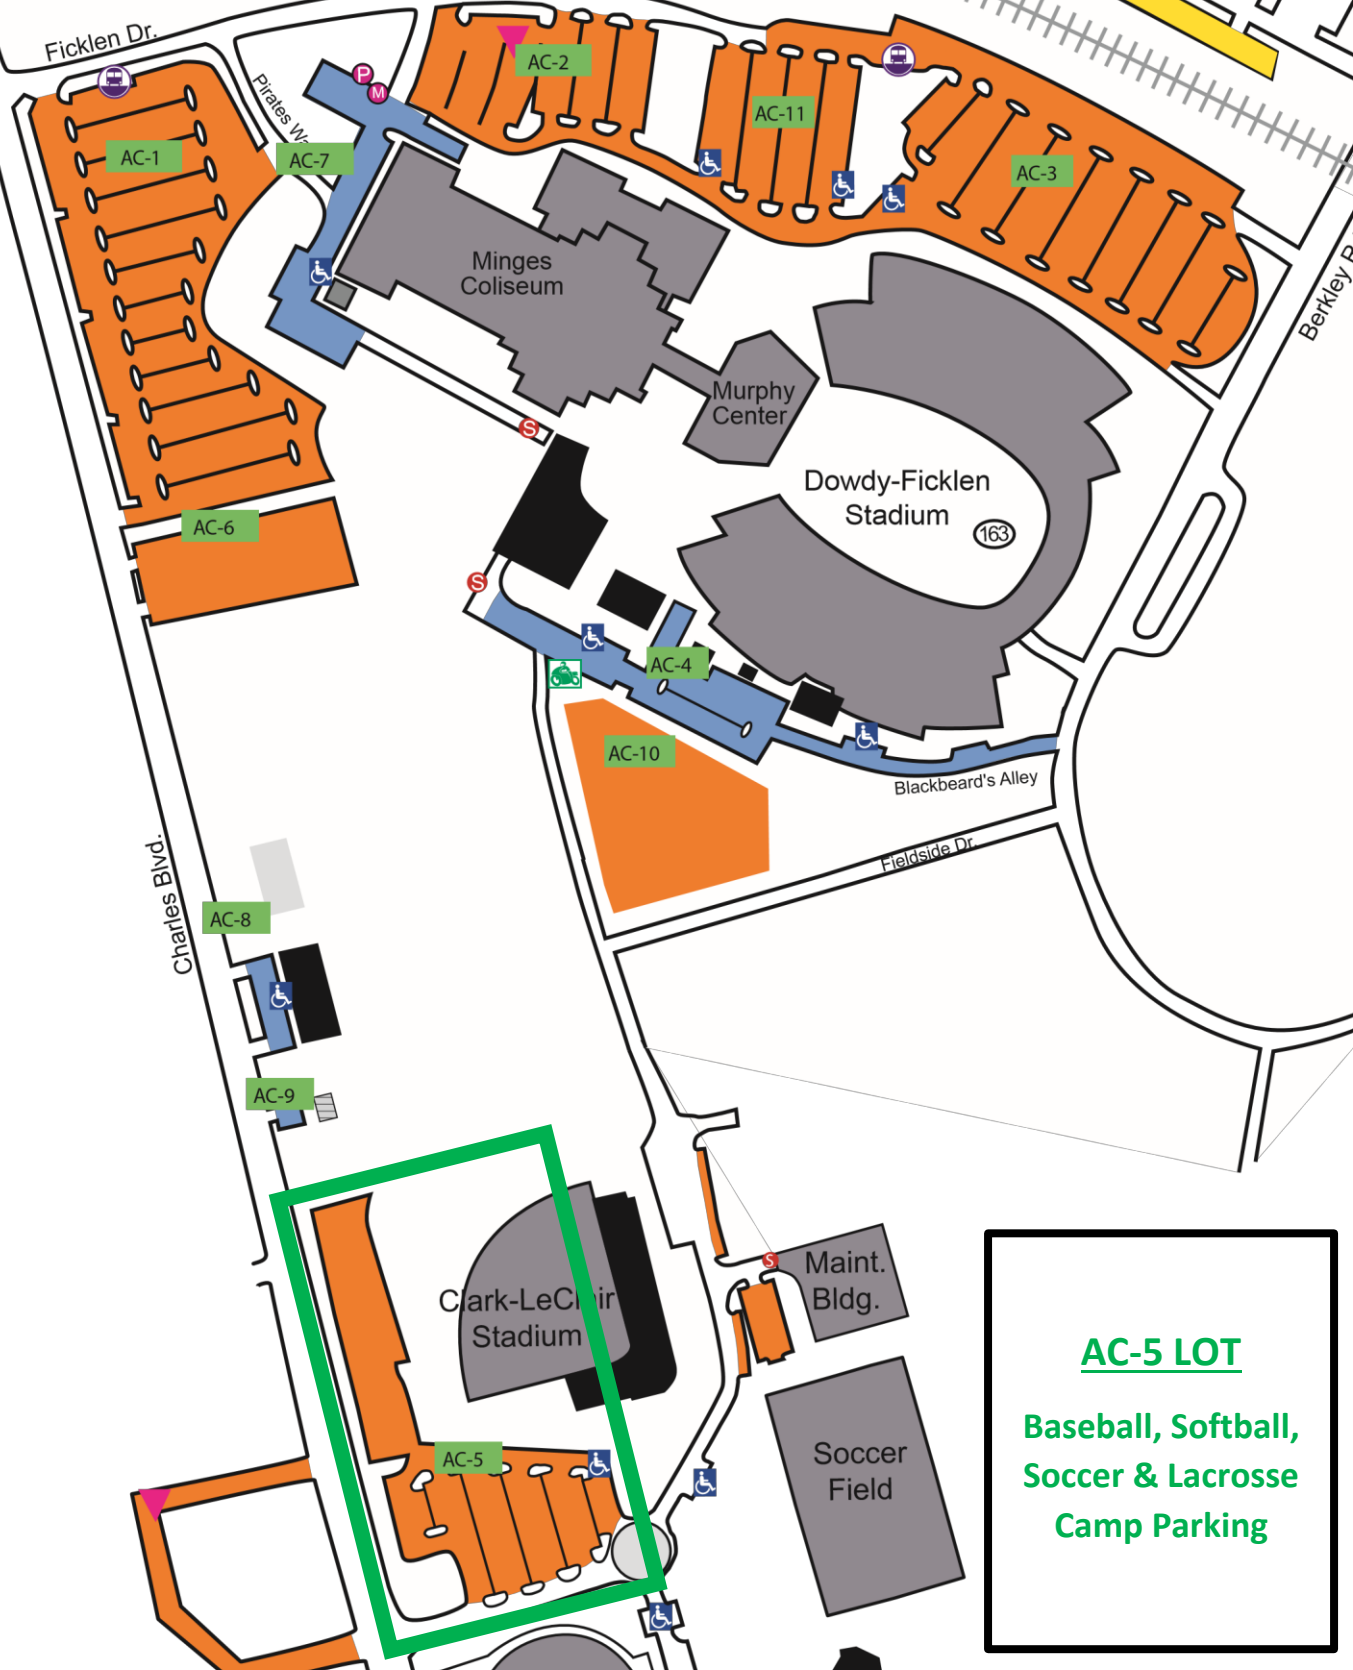 Ficklen Dr.
AC-2
P
M
Pirates Wa
AC-11
AC-1
AC-7
AC-3
Berkley R
Minges
Coliseum
Murphy
Center
S
Dowdy-Ficklen
Stadium
163
AC-6
S
AC-4
AC-10
Blackbeard's Alley
Fieldside Dr.
Charles Blvd.
AC-8
AC-9
Clark-LeClair
Stadium
S
Maint.
Bldg.
AC-5
Soccer
Field
AC-5 LOT
Baseball, Softball,
Soccer & Lacrosse
Camp Parking